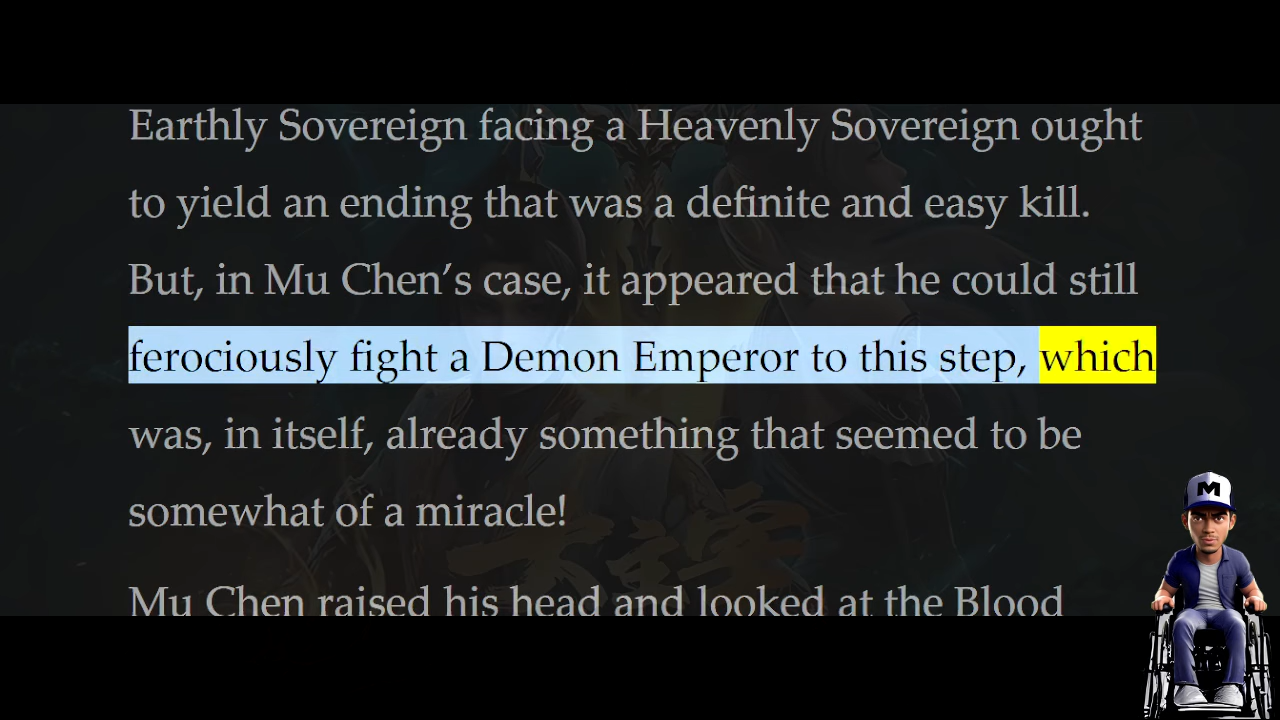 Earthly Sovereign facing a Heavenly Sovereign ought
to yield an ending that was a definite and easy kill.
But, in Mu Chen’s case, it appeared that he could still
ferociously fight a Demon Emperor to this step, which
was, in itself, already something that seemed to be
somewhat of a miracle!
Mu Chen raised his head and looked at the Blood
M
M